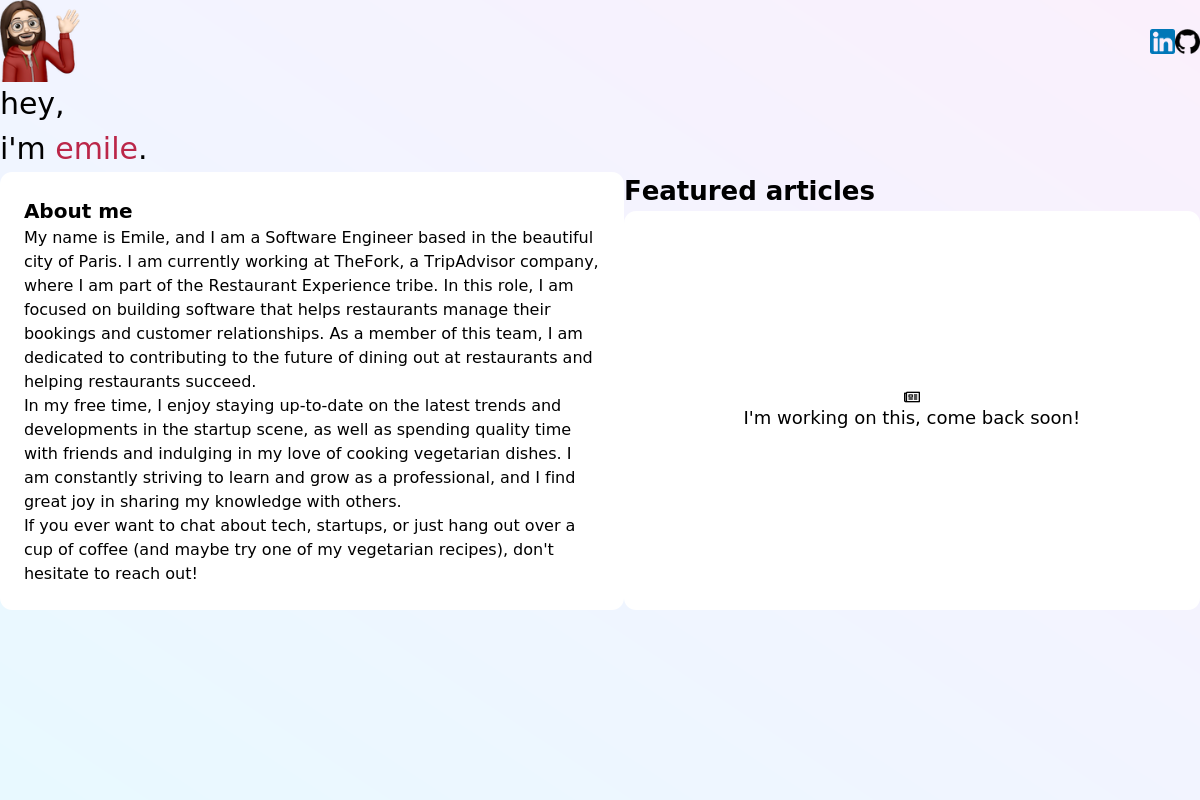 in
hey,
i'm emile.
About me
My name is Emile, and I am a Software Engineer based in the beautiful
city of Paris. I am currently working at TheFork, a TripAdvisor company,
where I am part of the Restaurant Experience tribe. In this role, I am
focused on building software that helps restaurants manage their
bookings and customer relationships. As a member of this team, I am
dedicated to contributing to the future of dining out at restaurants and
helping restaurants succeed.
In my free time, I enjoy staying up-to-date on the latest trends and
developments in the startup scene, as well as spending quality time
with friends and indulging in my love of cooking vegetarian dishes. I
am constantly striving to learn and grow as a professional, and I find
great joy in sharing my knowledge with others.
If you ever want to chat about tech, startups, or just hang out over a
cup of coffee (and maybe try one of my vegetarian recipes), don't
hesitate to reach out!
Featured articles
I'm working on this, come back soon!